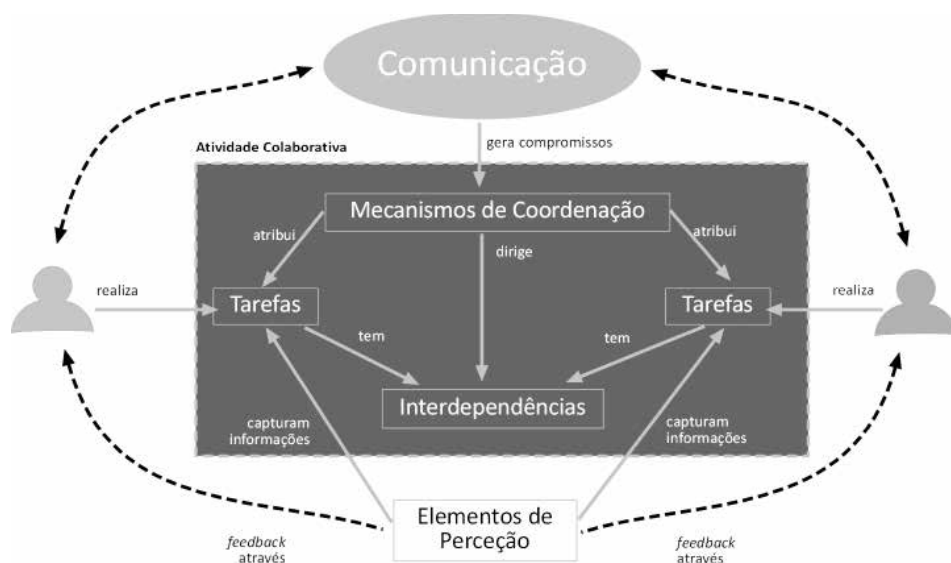 Comunicação
gera compromissos
Atividade Colaborativa
Mecanismos de Coordenação
atribui
dirige
atribui
realiza
Tarefas
Tarefas
realiza
tem
tem
Interdependências
capturam
informações
capturam
informações
Elementos de
Perceção
feedback
através
feedback
através